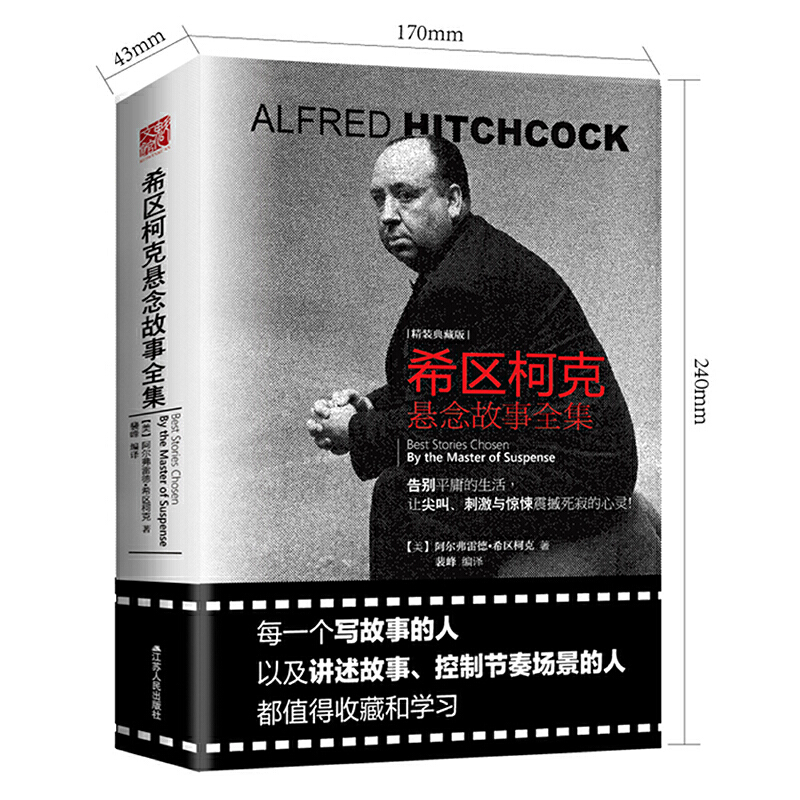 43mm
170mm
240mm
希区柯克悬念故事全集
Best Stories Chosen
By the Master of Suspense
【美】阿尔弗雷德·希区柯克 著
裴峰 编译
江苏人民出版社
ALFRED HITCHCOCK
|精装典藏版|
希区柯克
悬念故事全集
Best Stories Chosen
By the Master of Suspense
告别平庸的生活，
让尖叫、刺激与惊悚震撼死寂的心灵！
【美】阿尔弗雷德·希区柯克 著
裴峰 编译
每一个写故事的人
以及讲述故事、控制节奏场景的人
都值得收藏和学习